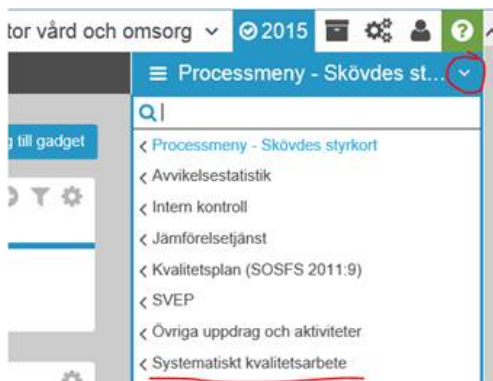 tor vård och omsorg 2015 ?
Processmeny - Skövdes st...
g till gadget
Processmeny - Skövdes styrkort
Avvikelsestatistik
Intern kontroll
Jämförelsetjänst
Kvalitetsplan (SOSFS 2011:9)
SVEP
Övriga uppdrag och aktiviteter
Systematiskt kvalitetsarbete